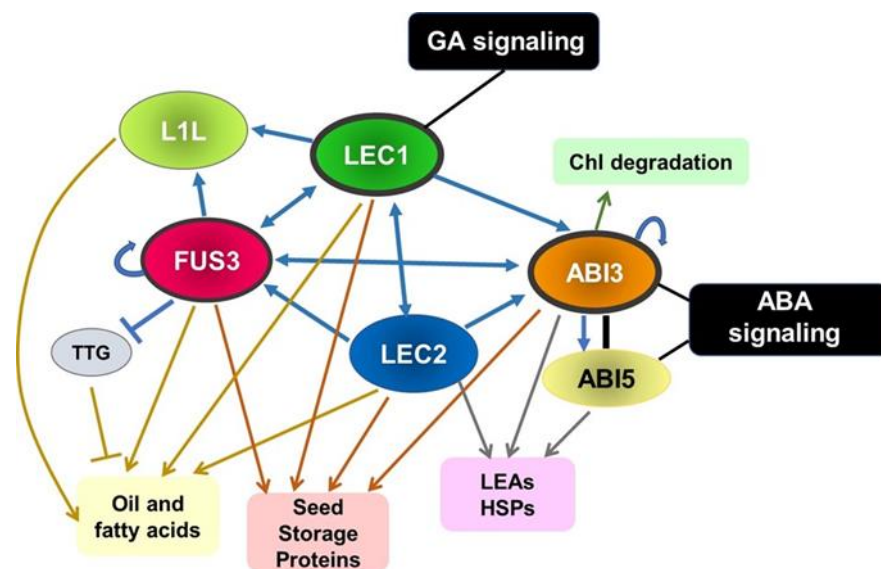 GA signaling
L1L
LEC1
Chl degradation
FUS3
ABI3
ABA
signaling
TTG
LEC2
ABI5
Oil and
fatty acids
Seed
Storage
Proteins
LEAs
HSPs